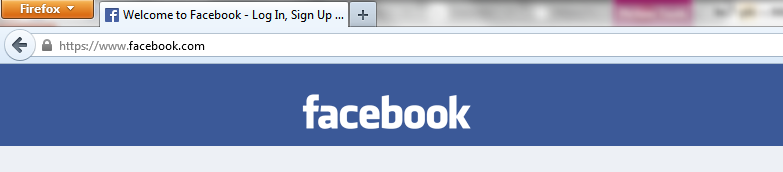 Firefox
Welcome to Facebook - Log In, Sign Up ...
https://www.facebook.com
facebook